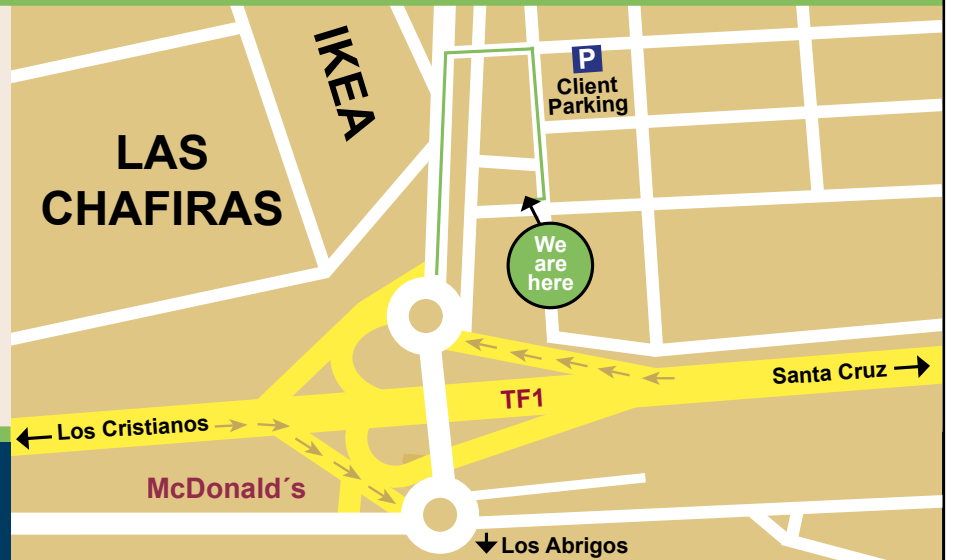 IKEA
P
Client
Parking
LAS
CHAFIRAS
We
are
here
Santa Cruz
TF1
Los Cristianos
McDonald´s
Los Abrigos